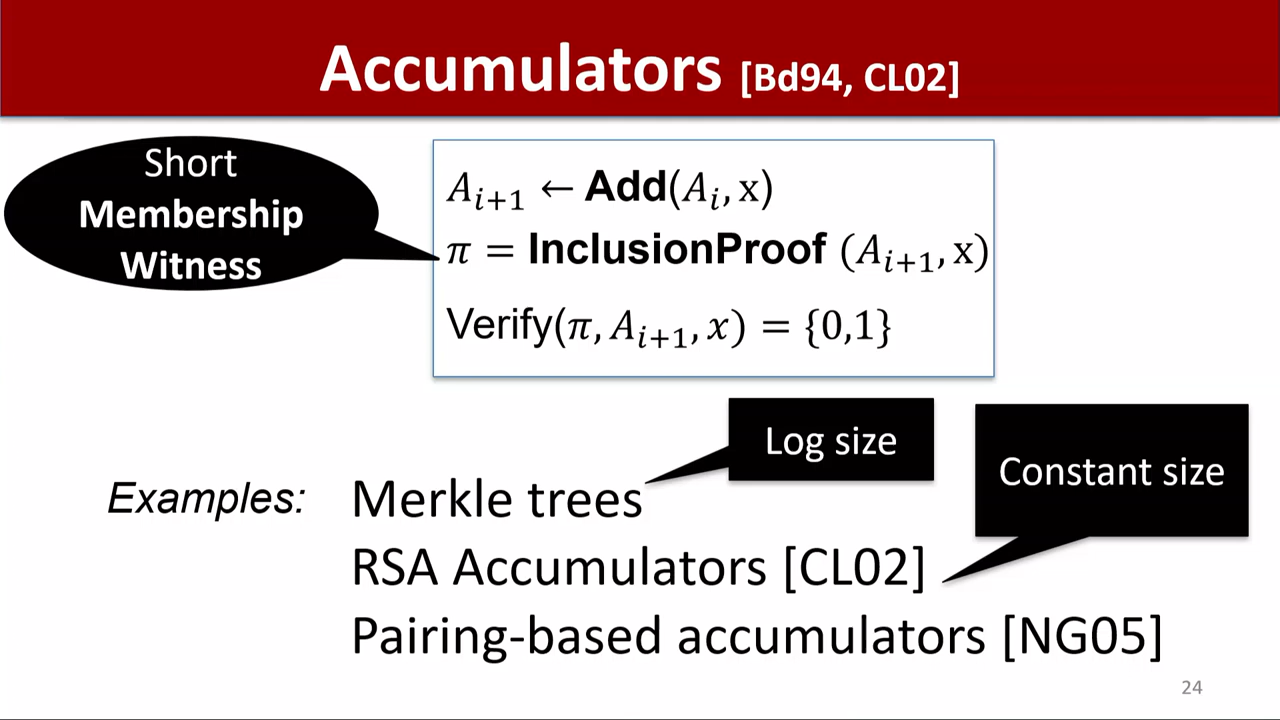 Accumulators [Bd94, CL02]
Short
Membership
Witness
A_{i+1} ← Add(A_i, x)
π = InclusionProof (A_{i+1}, x)
Verify(π, A_{i+1}, x) = {0,1}
Log size
Constant size
Examples: Merkle trees
RSA Accumulators [CL02]
Pairing-based accumulators [NG05]
24